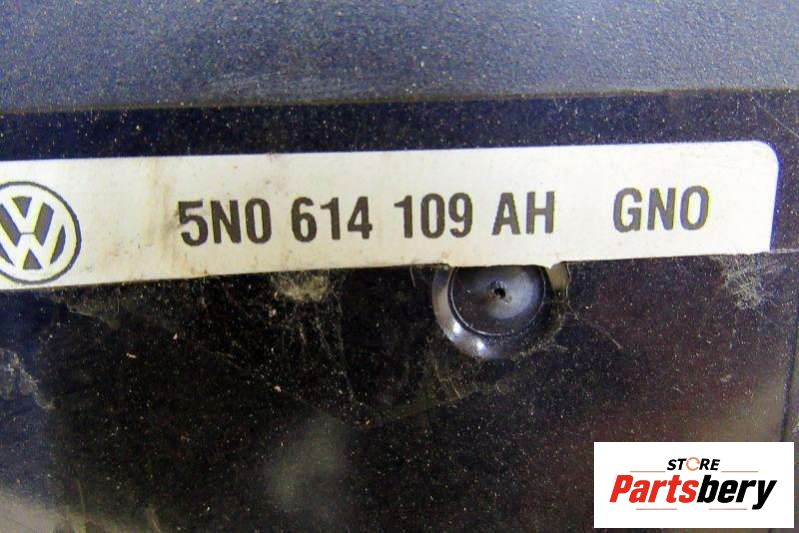 5N0 614 109 AH GNO
STORE
Partsbery